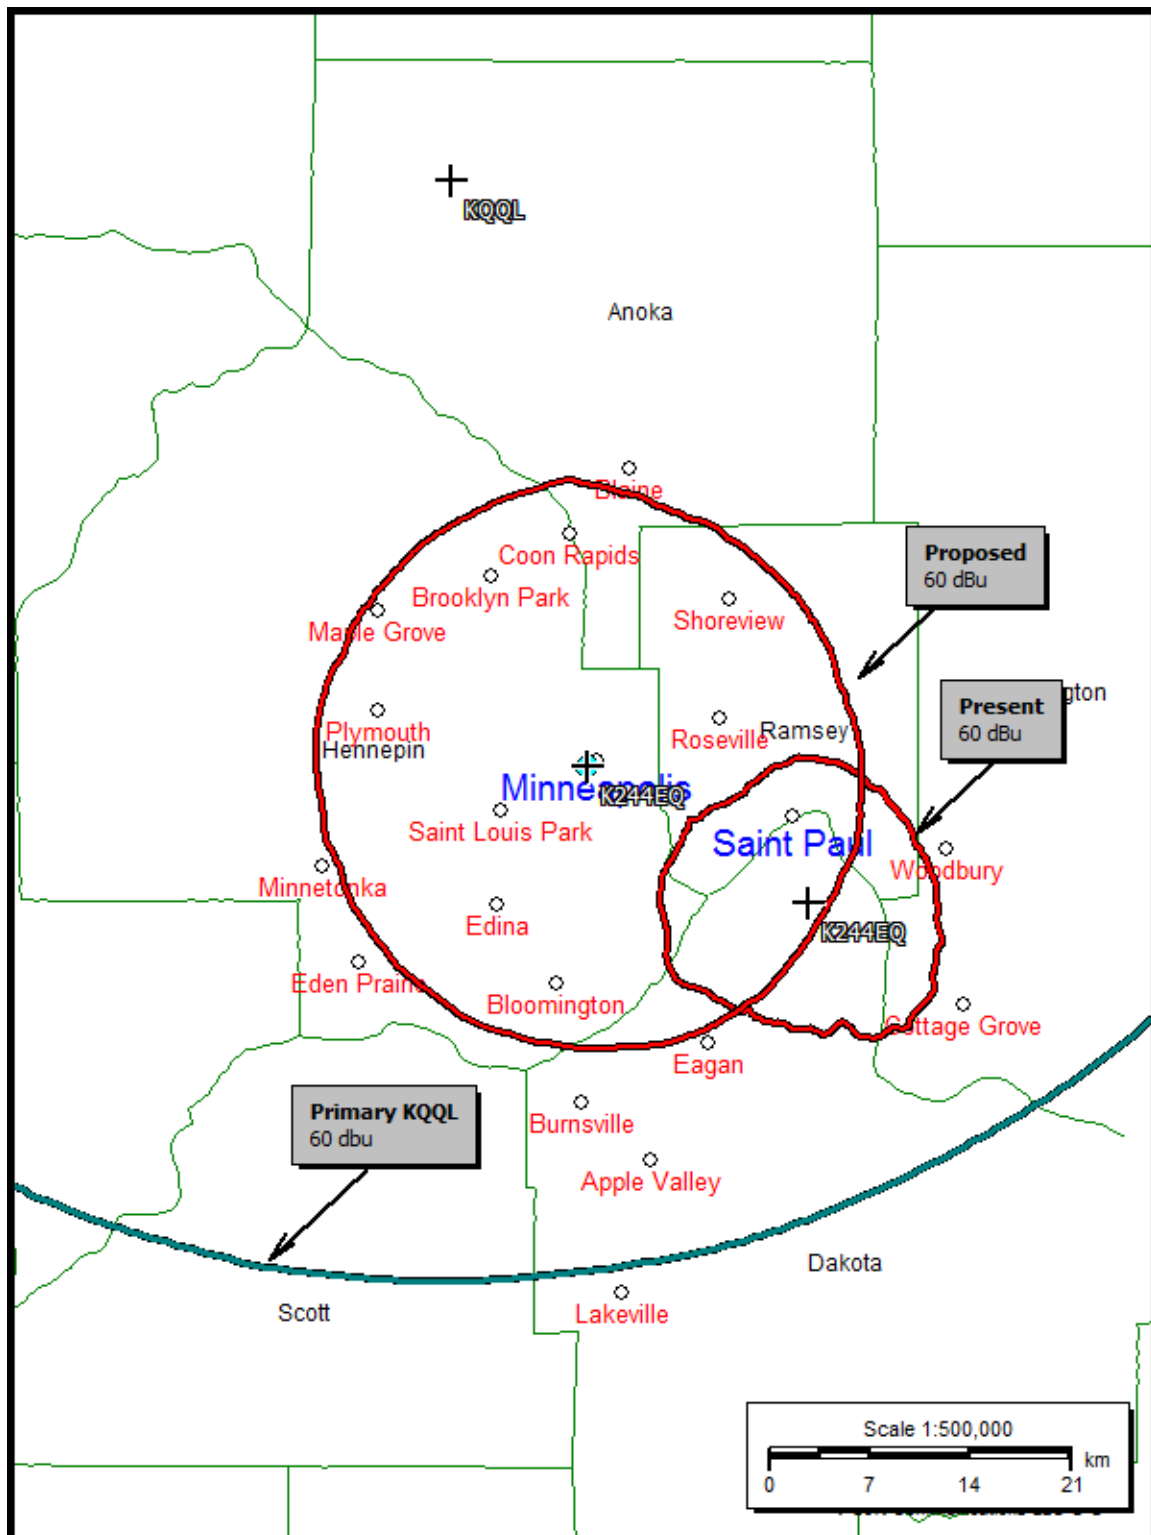 KQQL
Anoka
Blaine
Coon Rapids
Proposed
60 dBu
Brooklyn Park
Shoreview
Maple Grove
Present
60 dBu
gton
Plymouth
Roseville
Ramsey
Hennepin
Minneapolis
K244EQ
Saint Louis Park
Saint Paul
Woodbury
Minnetonka
Edina
K244EQ
Eden Prairie
Bloomington
Cottage Grove
Eagan
Primary KQQL
60 dbu
Burnsville
Apple Valley
Dakota
Scott
Lakeville
Scale 1:500,000
km
0 7 14 21